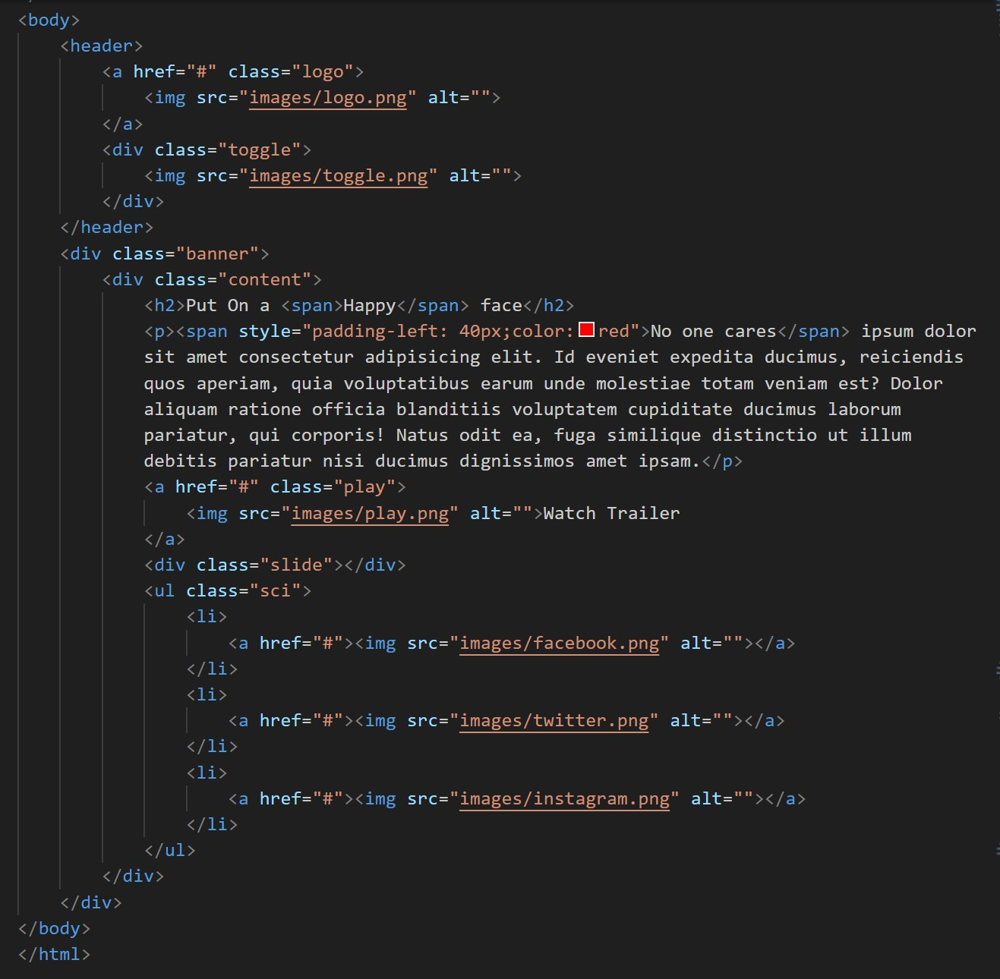 <body>
<header>
<a href="#" class="logo">
<img src="images/logo.png" alt="">
</a>
<div class="toggle">
<img src="images/toggle.png" alt="">
</div>
</header>
<div class="banner">
<div class="content">
<h2>Put On a <span>Happy</span> face</h2>
<p><span style="padding-left: 40px;color:red">No one cares</span> ipsum dolor
sit amet consectetur adipisicing elit. Id eveniet expedita ducimus, reiciendis
quos aperiam, quia voluptatibus earum unde molestiae totam veniam est? Dolor
aliquam ratione officia blanditiis voluptatem cupiditate ducimus laborum
pariatur, qui corporis! Natus odit ea, fuga similique distinctio ut illum
debitis pariatur nisi ducimus dignissimos amet ipsam.</p>
<a href="#" class="play">
<img src="images/play.png" alt="">Watch Trailer
</a>
<div class="slide"></div>
<ul class="sci">
<li>
<a href="#"><img src="images/facebook.png" alt=""></a>
</li>
<li>
<a href="#"><img src="images/twitter.png" alt=""></a>
</li>
<li>
<a href="#"><img src="images/instagram.png" alt=""></a>
</li>
</ul>
</div>
</div>
</body>
</html>